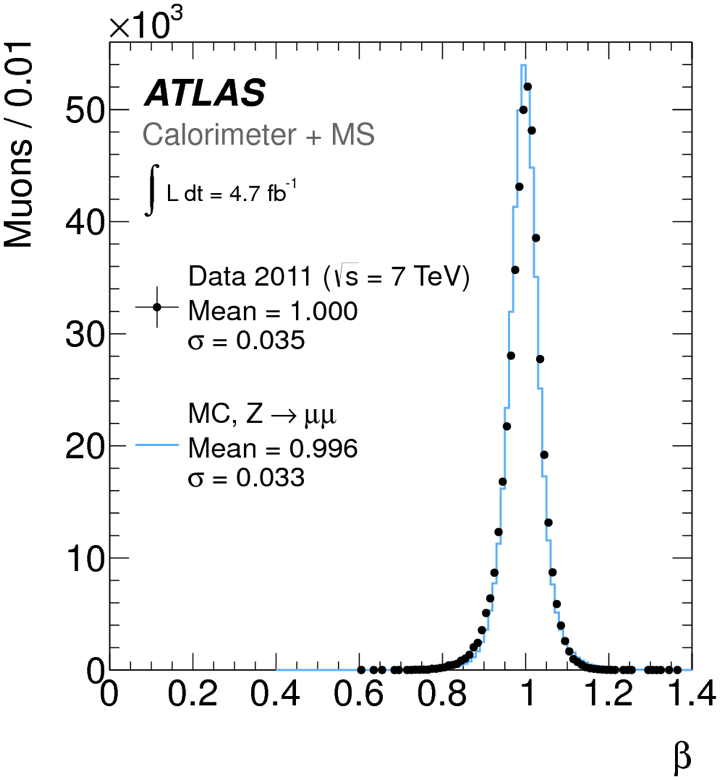 ×10³
Muons / 0.01
50
40
30
20
10
0
ATLAS
Calorimeter + MS
∫ L dt = 4.7 fb⁻¹
Data 2011 (√s = 7 TeV)
Mean = 1.000
σ = 0.035
MC, Z → μμ
Mean = 0.996
σ = 0.033
0 0.2 0.4 0.6 0.8 1 1.2 1.4
β